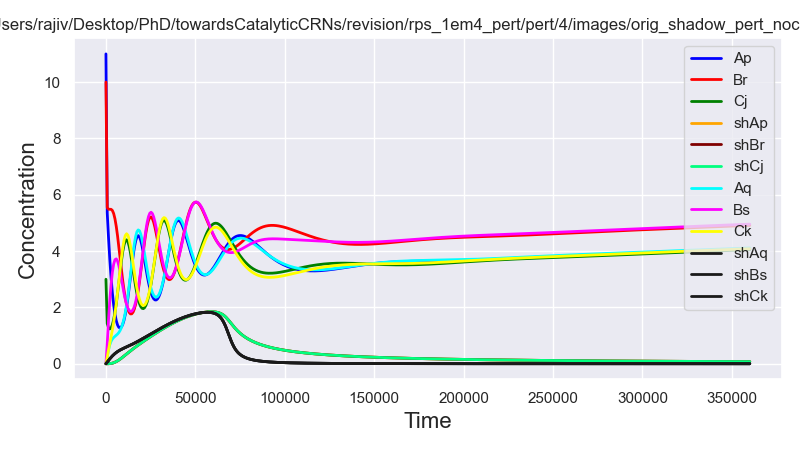 sers/rajiv/Desktop/PhD/towardsCatalyticCRNs/revision/rps_1em4_pert/pert/4/images/orig_shadow_pert_noc
Concentration
10
8
6
4
2
0
Ap
Br
Cj
shAp
shBr
shCj
Aq
Bs
Ck
shAq
shBs
shCk
0
50000
100000
150000
200000
250000
300000
350000
Time